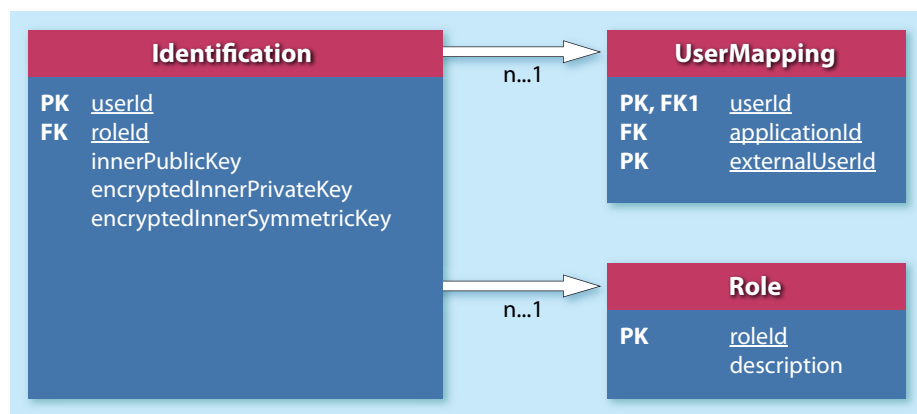 Identification
PK userId
FK roleId
innerPublicKey
encryptedInnerPrivateKey
encryptedInnerSymmetricKey
n...1
UserMapping
PK, FK1 userId
FK applicationId
PK externalUserId
n...1
Role
PK roleId
description